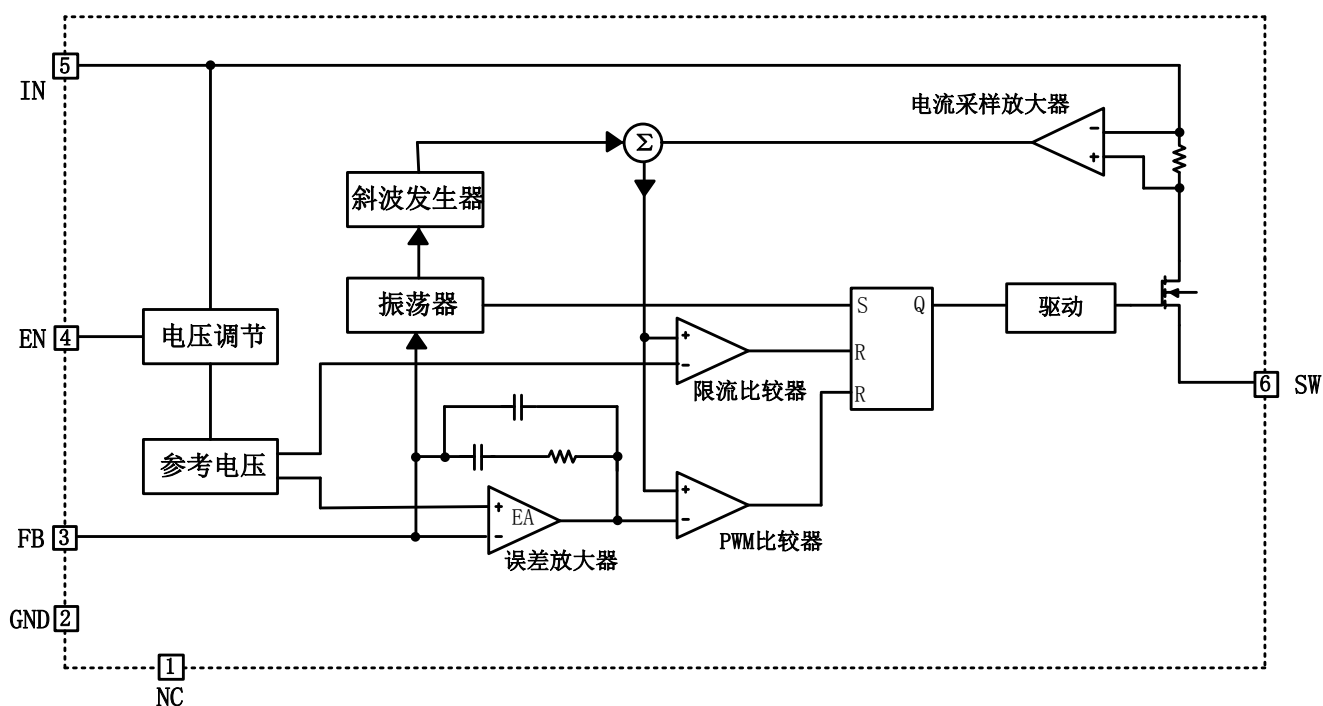 5
IN
电流采样放大器
-
+
Σ
斜波发生器
振荡器
S
Q
驱动
EN
4
电压调节
+
-
R
限流比较器
R
6
SW
参考电压
+
EA
-
误差放大器
+
-
PWM比较器
FB
3
GND
2
1
NC